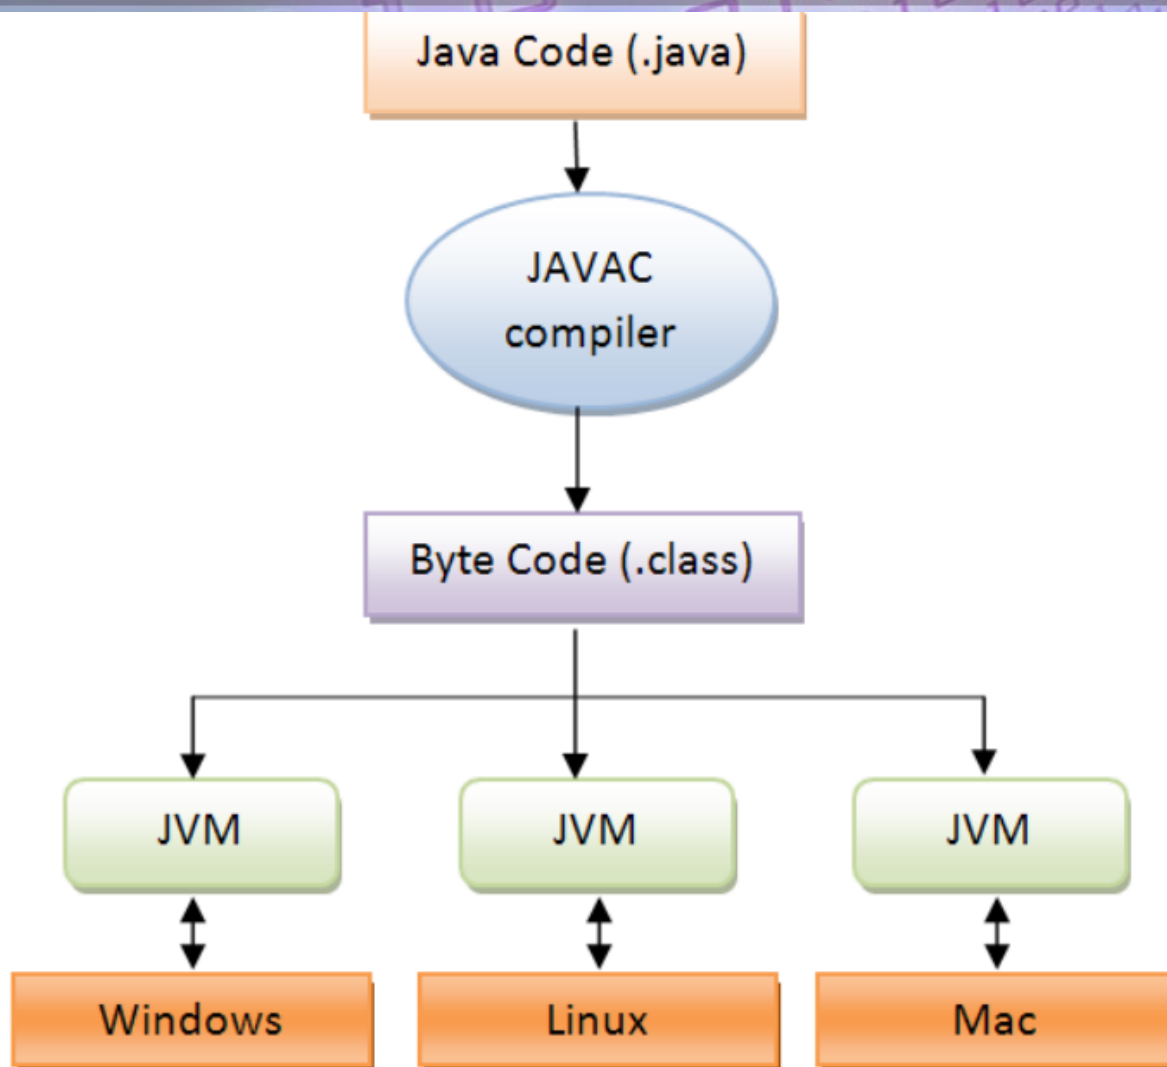 Java Code (.java)
JAVAC
compiler
Byte Code (.class)
JVM
JVM
JVM
Windows
Linux
Mac